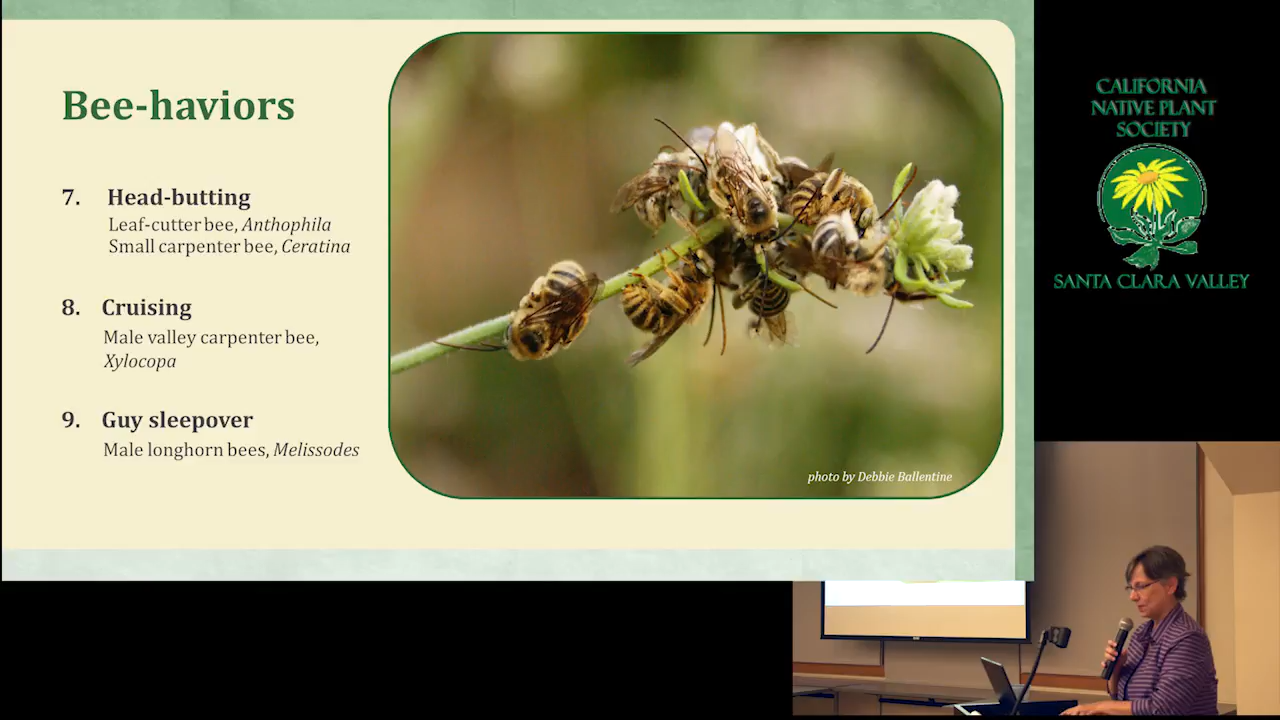 Bee-haviors
7. Head-butting
Leaf-cutter bee, Anthophila
Small carpenter bee, Ceratina
8. Cruising
Male valley carpenter bee,
Xylocopa
9. Guy sleepover
Male longhorn bees, Melissodes
photo by Debbie Ballentine
CALIFORNIA
NATIVE PLANT
SOCIETY
SANTA CLARA VALLEY